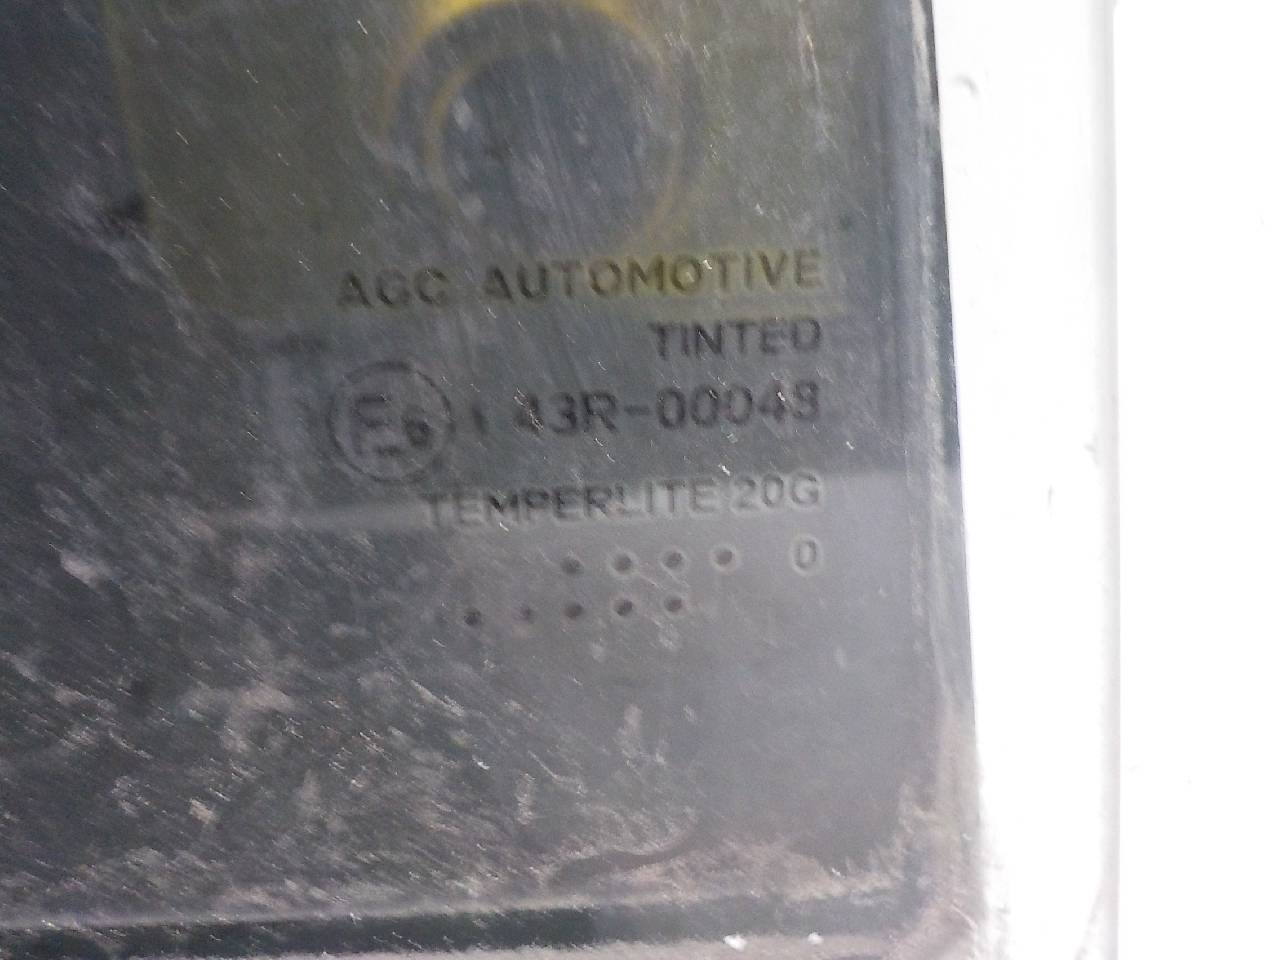 AGC AUTOMOTIVE
TINTED
E6 43R-00048
TEMPERLITE 20G
•••• 0
•••••